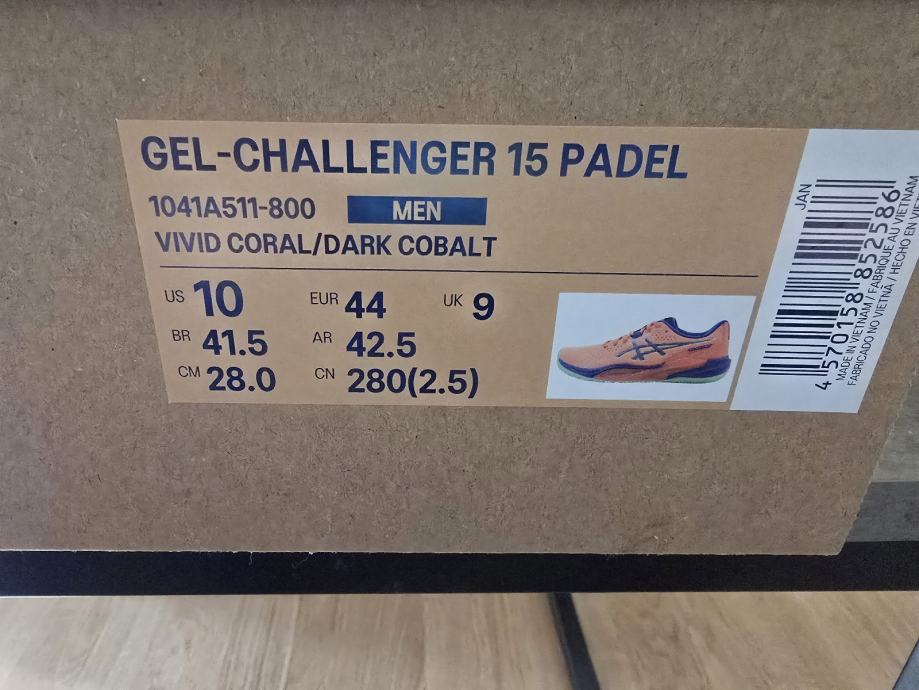 GEL-CHALLENGER 15 PADEL
1041A511-800 MEN
VIVID CORAL/DARK COBALT
US 10 EUR 44 UK 9
BR 41.5 AR 42.5
CM 28.0 CN 280(2.5)
JAN
4 570158 852586
MADE IN VIETNAM / FABRIQUE AU VIETNAM
FABRICADO NO VIETNÃ / HECHO EN VIET